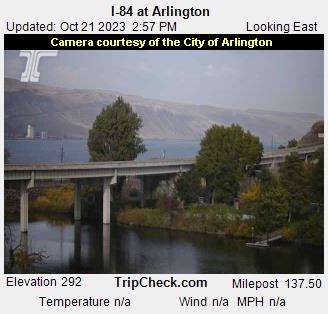 I-84 at Arlington
Updated: Oct 21 2023 2:57 PM Looking East
Camera courtesy of the City of Arlington
Elevation 292 TripCheck.com Milepost 137.50
Temperature n/a Wind n/a MPH n/a